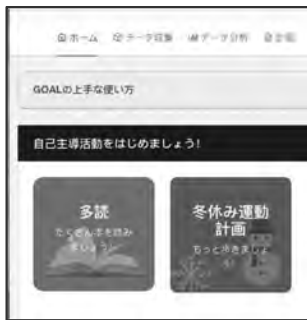 ホーム データ収集 データ分析 計画
GOALの上手な使い方
自己主導活動をはじめましょう!
多読
たくさん本を読み
ましょう!
冬休み運動
計画
もっと歩きましょ
う!